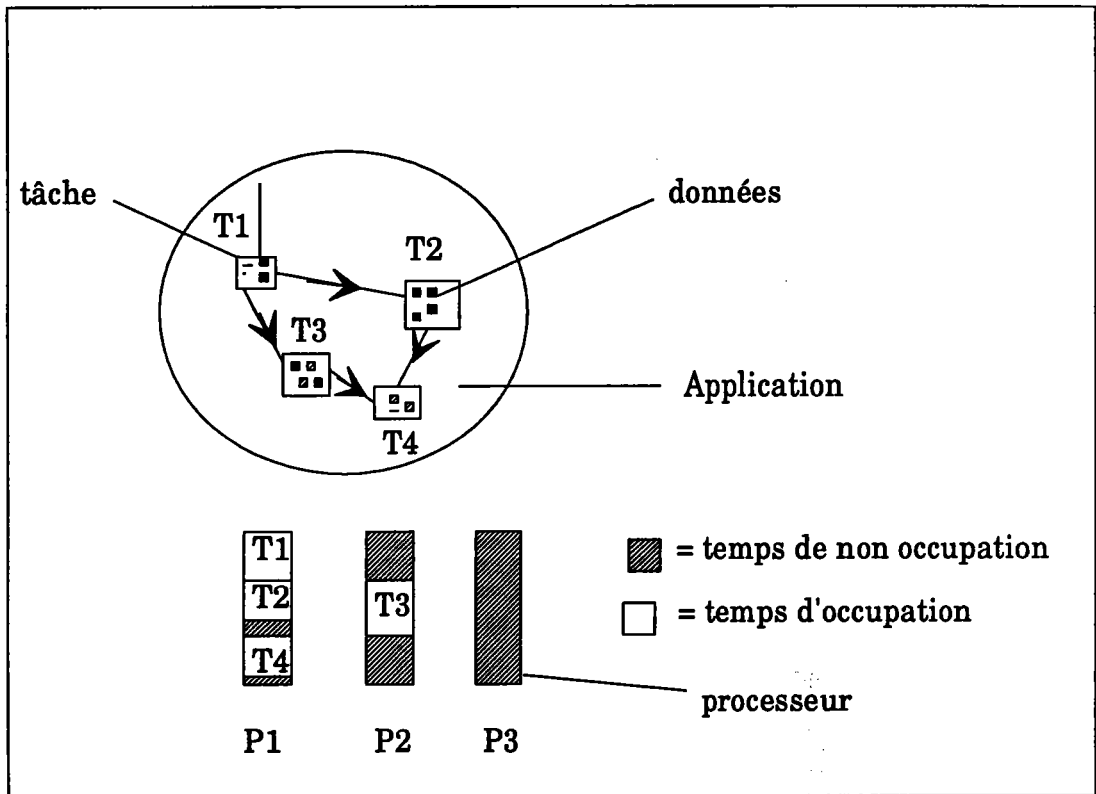 tâche
données
T1
T2
T3
Application
T4
T1
T2
T3
T4
= temps de non occupation
= temps d'occupation
processeur
P1
P2
P3